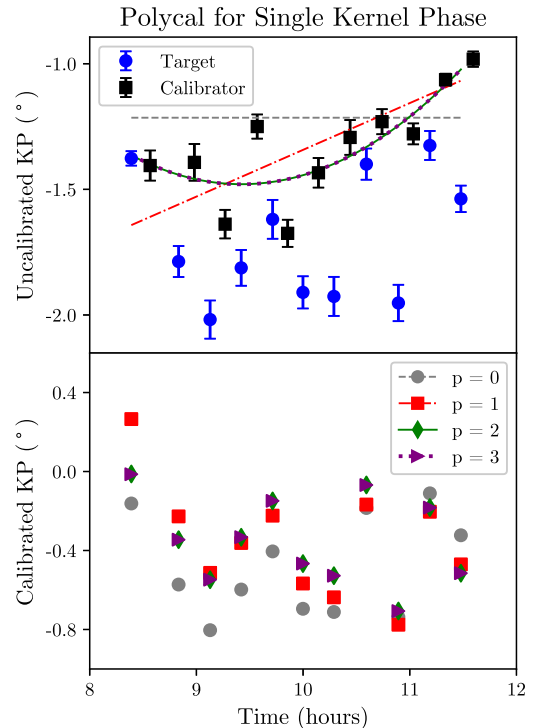 Polycal for Single Kernel Phase
Target
Calibrator
Uncalibrated KP (°)
-1.0
-1.5
-2.0
p = 0
p = 1
p = 2
p = 3
Calibrated KP (°)
0.4
0.0
-0.4
-0.8
8 9 10 11 12
Time (hours)